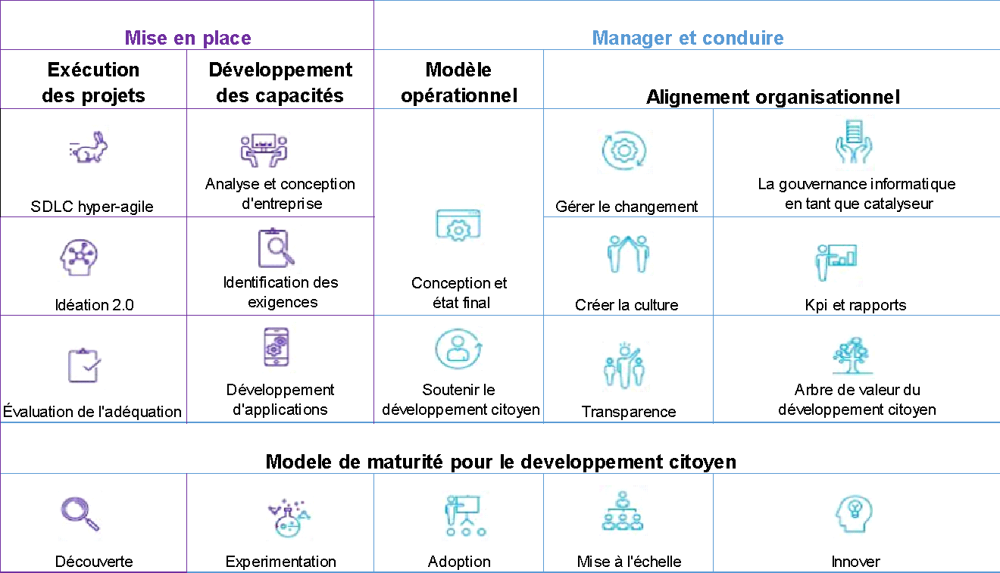 Mise en place
Manager et conduire
Exécution
des projets
Développement
des capacités
Modèle
opérationnel
Alignement organisationnel
SDLC hyper-agile
Analyse et conception
d'entreprise
Conception et
état final
Gérer le changement
La gouvernance informatique
en tant que catalyseur
Idéation 2.0
Identification des
exigences
Créer la culture
Kpi et rapports
Évaluation de l'adéquation
Développement
d'applications
Soutenir le
développement citoyen
Transparence
Arbre de valeur du
développement citoyen
Modele de maturité pour le developpement citoyen
Découverte
Experimentation
Adoption
Mise à l'échelle
Innover